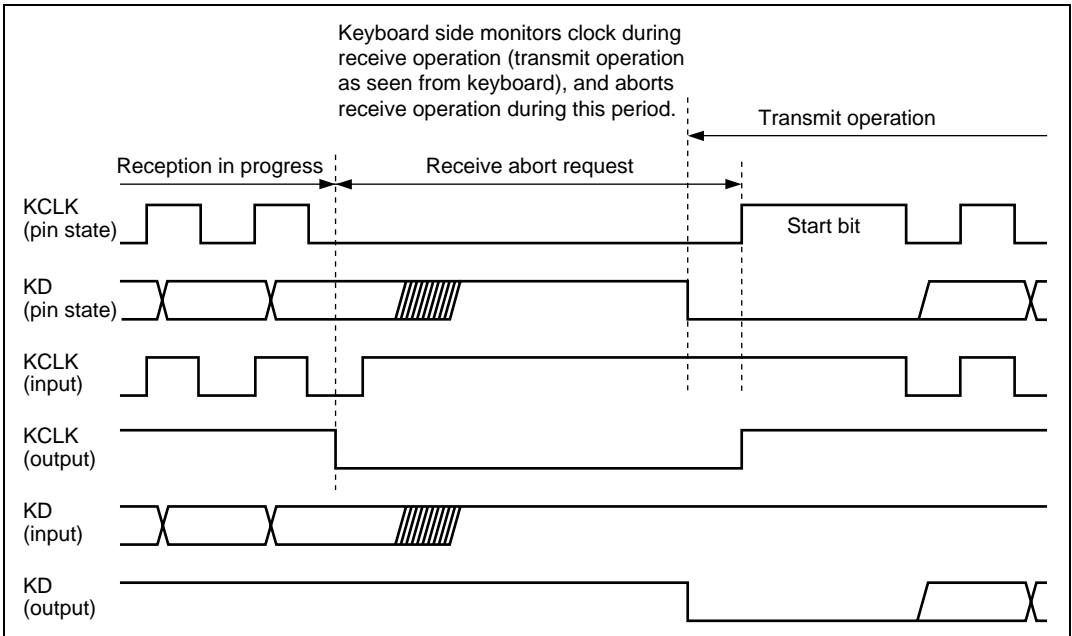 Keyboard side monitors clock during
receive operation (transmit operation
as seen from keyboard), and aborts
receive operation during this period.
Transmit operation
Reception in progress
Receive abort request
KCLK
(pin state)
Start bit
KD
(pin state)
KCLK
(input)
KCLK
(output)
KD
(input)
KD
(output)